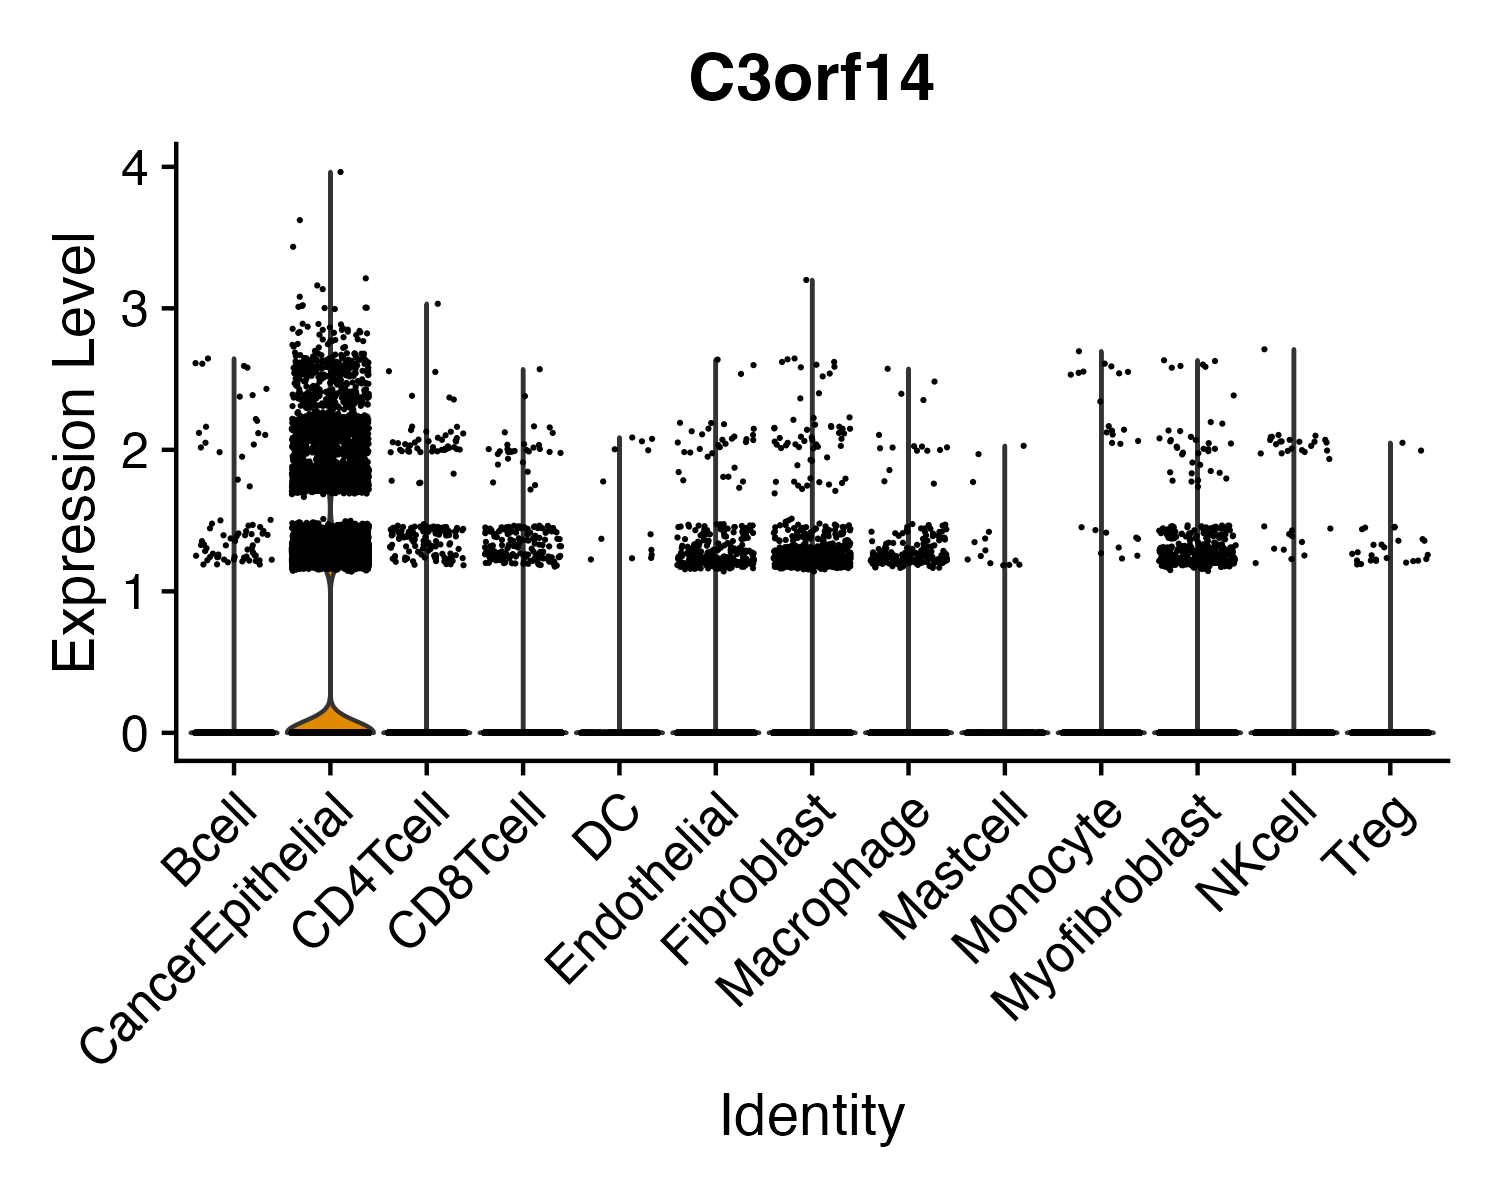 C3orf14
Expression Level
4
3
2
1
0
Bcell
CancerEpithelial
CD4Tcell
CD8Tcell
DC
Endothelial
Fibroblast
Macrophage
Mastcell
Monocyte
Myofibroblast
NKcell
Treg
Identity